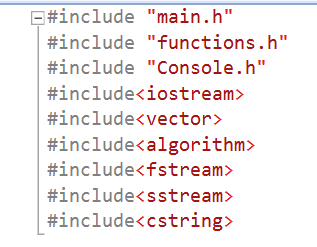 #include "main.h"
#include "functions.h"
#include "Console.h"
#include<iostream>
#include<vector>
#include<algorithm>
#include<fstream>
#include<sstream>
#include<cstring>